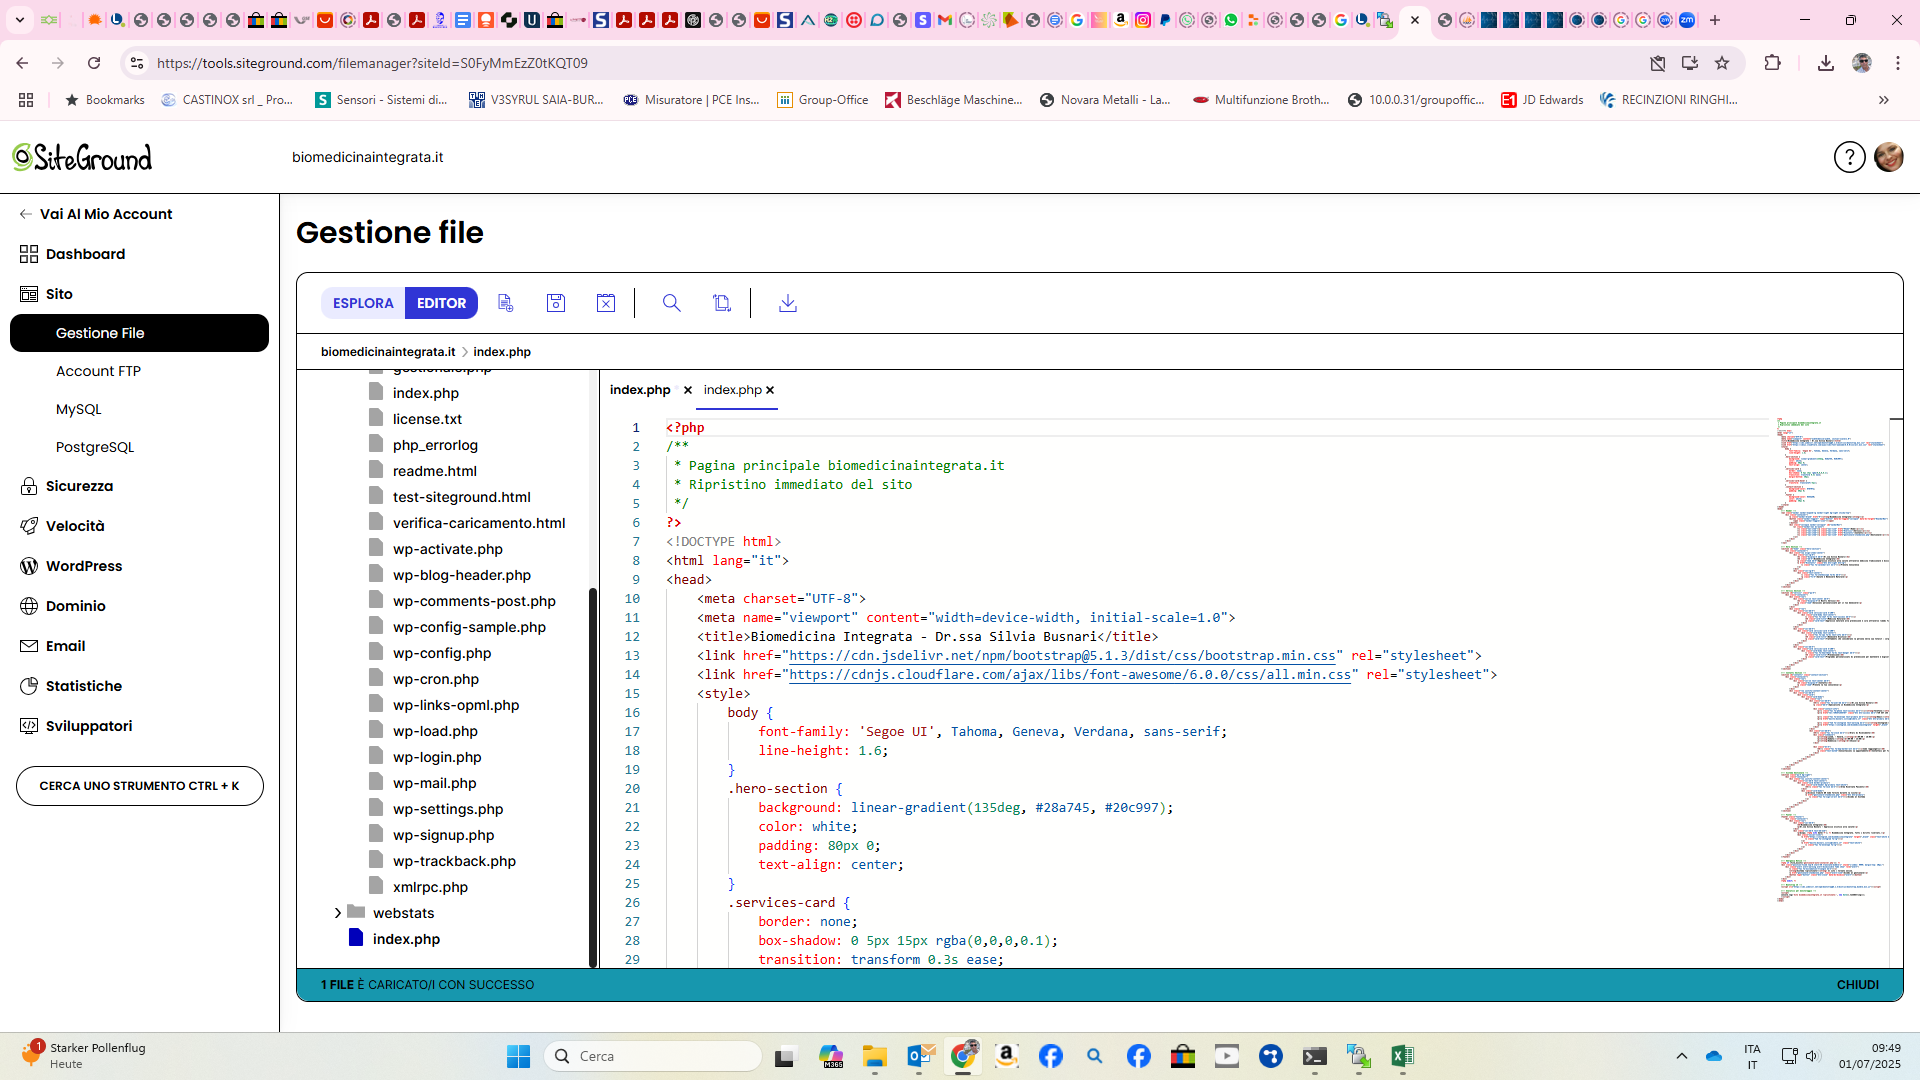 https://tools.siteground.com/filemanager?siteId=S0FyMmEzZ0tKQT09
Bookmarks
CASTINOX srl _ Pro...
Sensori - Sistemi di...
V3SYRUL SAIA-BUR...
Misuratore | PCE Ins...
Group-Office
Beschläge Maschine...
Novara Metalli - La...
Multifunzione Broth...
10.0.0.31/groupoffic...
JD Edwards
RECINZIONI RINGHI...
SiteGround
biomedicinaintegrata.it
Vai Al Mio Account
Dashboard
Sito
Gestione File
Account FTP
MySQL
PostgreSQL
Sicurezza
Velocità
WordPress
Dominio
Email
Statistiche
Sviluppatori
CERCA UNO STRUMENTO CTRL + K
Gestione file
ESPLORA
EDITOR
biomedicinaintegrata.it > index.php
gestionale.php
index.php
license.txt
php_errorlog
readme.html
test-siteground.html
verifica-caricamento.html
wp-activate.php
wp-blog-header.php
wp-comments-post.php
wp-config-sample.php
wp-config.php
wp-cron.php
wp-links-opml.php
wp-load.php
wp-login.php
wp-mail.php
wp-settings.php
wp-signup.php
wp-trackback.php
xmlrpc.php
webstats
index.php
index.php
index.php
1 <?php
2 /**
3 * Pagina principale biomedicinaintegrata.it
4 * Ripristino immediato del sito
5 */
6 ?>
7 <!DOCTYPE html>
8 <html lang="it">
9 <head>
10 <meta charset="UTF-8">
11 <meta name="viewport" content="width=device-width, initial-scale=1.0">
12 <title>Biomedicina Integrata - Dr.ssa Silvia Busnari</title>
13 <link href="https://cdn.jsdelivr.net/npm/bootstrap@5.1.3/dist/css/bootstrap.min.css" rel="stylesheet">
14 <link href="https://cdnjs.cloudflare.com/ajax/libs/font-awesome/6.0.0/css/all.min.css" rel="stylesheet">
15 <style>
16 body {
17 font-family: 'Segoe UI', Tahoma, Geneva, Verdana, sans-serif;
18 line-height: 1.6;
19 }
20 .hero-section {
21 background: linear-gradient(135deg, #28a745, #20c997);
22 color: white;
23 padding: 80px 0;
24 text-align: center;
25 }
26 .services-card {
27 border: none;
28 box-shadow: 0 5px 15px rgba(0,0,0,0.1);
29 transition: transform 0.3s ease;
1 FILE È CARICATO/I CON SUCCESSO
CHIUDI
1
Starker Pollenflug
Heute
Cerca
ITA
IT
09:49
01/07/2025